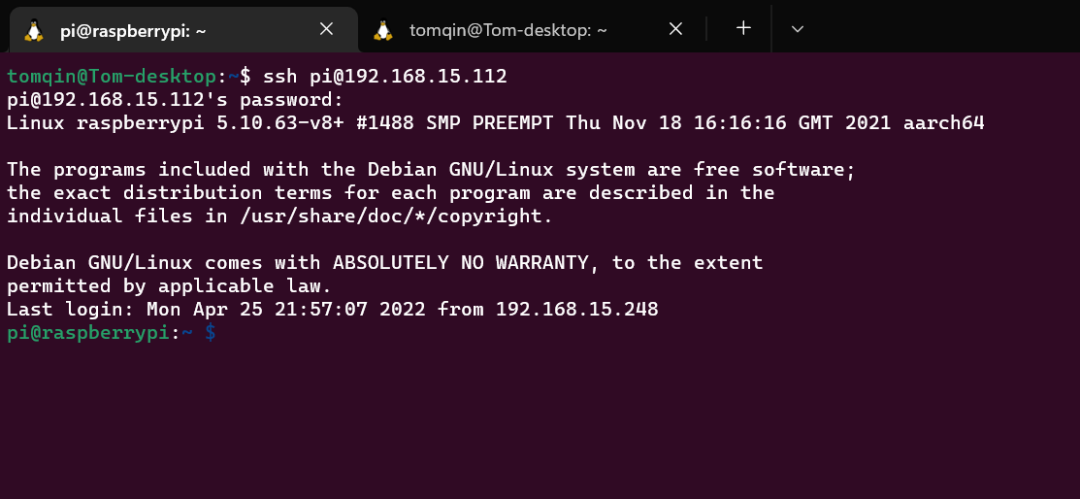 pi@raspberrypi: ~
tomqin@Tom-desktop: ~
tomqin@Tom-desktop:~$ ssh pi@192.168.15.112
pi@192.168.15.112's password:
Linux raspberrypi 5.10.63-v8+ #1488 SMP PREEMPT Thu Nov 18 16:16:16 GMT 2021 aarch64
The programs included with the Debian GNU/Linux system are free software;
the exact distribution terms for each program are described in the
individual files in /usr/share/doc/*/copyright.
Debian GNU/Linux comes with ABSOLUTELY NO WARRANTY, to the extent
permitted by applicable law.
Last login: Mon Apr 25 21:57:07 2022 from 192.168.15.248
pi@raspberrypi:~ $